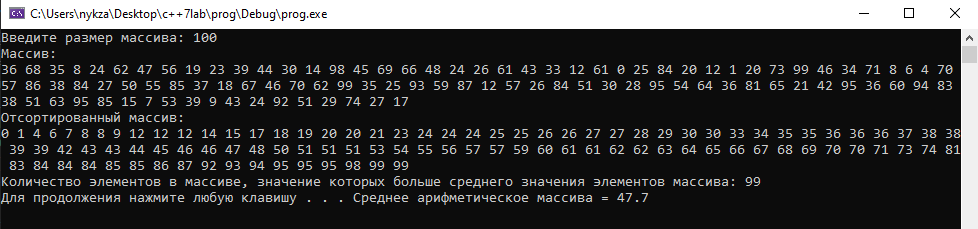 C:\Users\nykza\Desktop\c++7lab\prog\Debug\prog.exe
Введите размер массива: 100
Массив:
36 68 35 8 24 62 47 56 19 23 39 44 30 14 98 45 69 66 48 24 26 61 43 33 12 61 0 25 84 20 12 1 20 73 99 46 34 71 8 6 4 70
57 86 38 84 27 50 55 85 37 18 67 46 70 62 99 35 25 93 59 87 12 57 26 84 51 30 28 95 54 64 36 81 65 21 42 95 36 60 94 83
38 51 63 95 85 15 7 53 39 9 43 24 92 51 29 74 27 17
Отсортированный массив:
0 1 4 6 7 8 8 9 12 12 12 14 15 17 18 19 20 20 21 23 24 24 24 25 25 26 26 27 27 28 29 30 30 33 34 35 35 36 36 36 37 38 38
39 39 42 43 43 44 45 46 46 47 48 50 51 51 51 53 54 55 56 57 57 59 60 61 61 62 62 63 64 65 66 67 68 69 70 70 71 73 74 81
83 84 84 84 85 85 86 87 92 93 94 95 95 95 98 99 99
Количество элементов в массиве, значение которых больше среднего значения элементов массива: 99
Для продолжения нажмите любую клавишу . . . Среднее арифметическое массива = 47.7